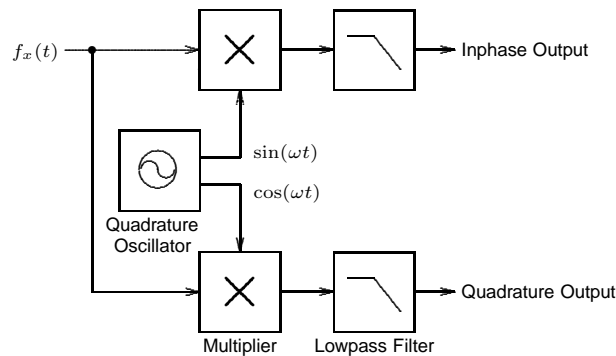 f_x(t)
Inphase Output
sin(ωt)
cos(ωt)
Quadrature
Oscillator
Quadrature Output
Multiplier
Lowpass Filter